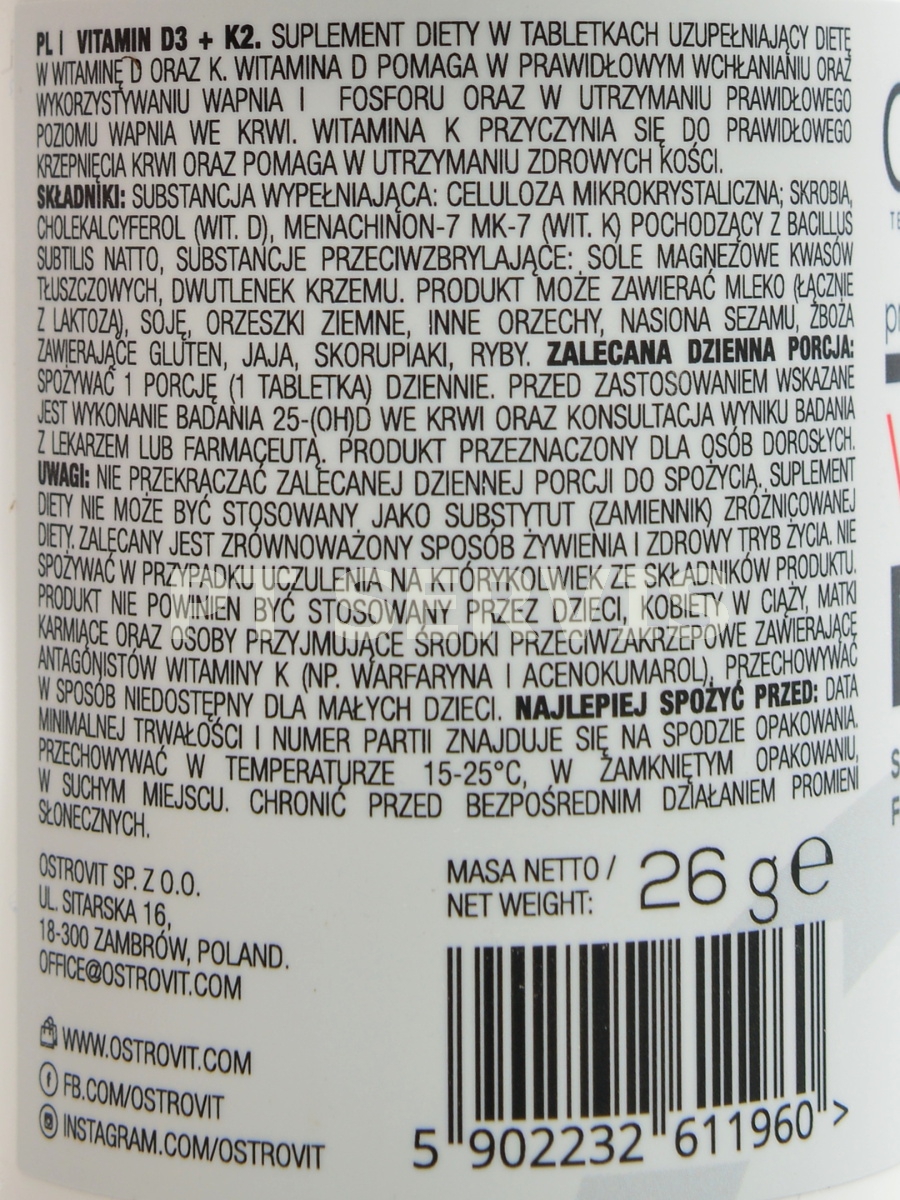 PL | VITAMIN D3 + K2. SUPLEMENT DIETY W TABLETKACH UZUPEŁNIAJĄCY DIETĘ
W WITAMINĘ D ORAZ K. WITAMINA D POMAGA W PRAWIDŁOWYM WCHŁANIANIU ORAZ
WYKORZYSTYWANIU WAPNIA I FOSFORU ORAZ W UTRZYMANIU PRAWIDŁOWEGO
POZIOMU WAPNIA WE KRWI. WITAMINA K PRZYCZYNIA SIĘ DO PRAWIDŁOWEGO
KRZEPNIĘCIA KRWI ORAZ POMAGA W UTRZYMANIU ZDROWYCH KOŚCI.
SKŁADNIKI: SUBSTANCJA WYPEŁNIAJĄCA: CELULOZA MIKROKRYSTALICZNA; SKROBIA,
CHOLEKALCYFEROL (WIT. D), MENACHINON-7 MK-7 (WIT. K) POCHODZĄCY Z BACILLUS
SUBTILIS NATTO, SUBSTANCJE PRZECIWZBRYLAJĄCE: SOLE MAGNEZOWE KWASÓW
TŁUSZCZOWYCH, DWUTLENEK KRZEMU. PRODUKT MOŻE ZAWIERAĆ MLEKO (ŁĄCZNIE
Z LAKTOZĄ), SOJĘ, ORZESZKI ZIEMNE, INNE ORZECHY, NASIONA SEZAMU, ZBOŻA
ZAWIERAJĄCE GLUTEN, JAJA, SKORUPIAKI, RYBY. ZALECANA DZIENNA PORCJA:
SPOŻYWAĆ 1 PORCJĘ (1 TABLETKA) DZIENNIE. PRZED ZASTOSOWANIEM WSKAZANE
JEST WYKONANIE BADANIA 25-(OH)D WE KRWI ORAZ KONSULTACJA WYNIKU BADANIA
Z LEKARZEM LUB FARMACEUTĄ. PRODUKT PRZEZNACZONY DLA OSÓB DOROSŁYCH.
UWAGI: NIE PRZEKRACZAĆ ZALECANEJ DZIENNEJ PORCJI DO SPOŻYCIA. SUPLEMENT
DIETY NIE MOŻE BYĆ STOSOWANY JAKO SUBSTYTUT (ZAMIENNIK) ZRÓŻNICOWANEJ
DIETY. ZALECANY JEST ZRÓWNOWAŻONY SPOSÓB ŻYWIENIA I ZDROWY TRYB ŻYCIA. NIE
SPOŻYWAĆ W PRZYPADKU UCZULENIA NA KTÓRYKOLWIEK ZE SKŁADNIKÓW PRODUKTU.
PRODUKT NIE POWINIEN BYĆ STOSOWANY PRZEZ DZIECI, KOBIETY W CIĄŻY, MATKI
KARMIĄCE ORAZ OSOBY PRZYJMUJĄCE ŚRODKI PRZECIWZAKRZEPOWE ZAWIERAJĄCE
ANTAGONISTÓW WITAMINY K (NP. WARFARYNA I ACENOKUMAROL). PRZECHOWYWAĆ
W SPOSÓB NIEDOSTĘPNY DLA MAŁYCH DZIECI. NAJLEPIEJ SPOŻYĆ PRZED: DATA
MINIMALNEJ TRWAŁOŚCI I NUMER PARTII ZNAJDUJE SIĘ NA SPODZIE OPAKOWANIA.
PRZECHOWYWAĆ W TEMPERATURZE 15-25°C, W ZAMKNIĘTYM OPAKOWANIU,
W SUCHYM MIEJSCU. CHRONIĆ PRZED BEZPOŚREDNIM DZIAŁANIEM PROMIENI
SŁONECZNYCH.
OSTROVIT SP. Z O.O.
UL. SITARSKA 16,
18-300 ZAMBRÓW, POLAND.
OFFICE@OSTROVIT.COM
WWW.OSTROVIT.COM
FB.COM/OSTROVIT
INSTAGRAM.COM/OSTROVIT
MASA NETTO /
NET WEIGHT: 26 g e
5 902232 611960 >